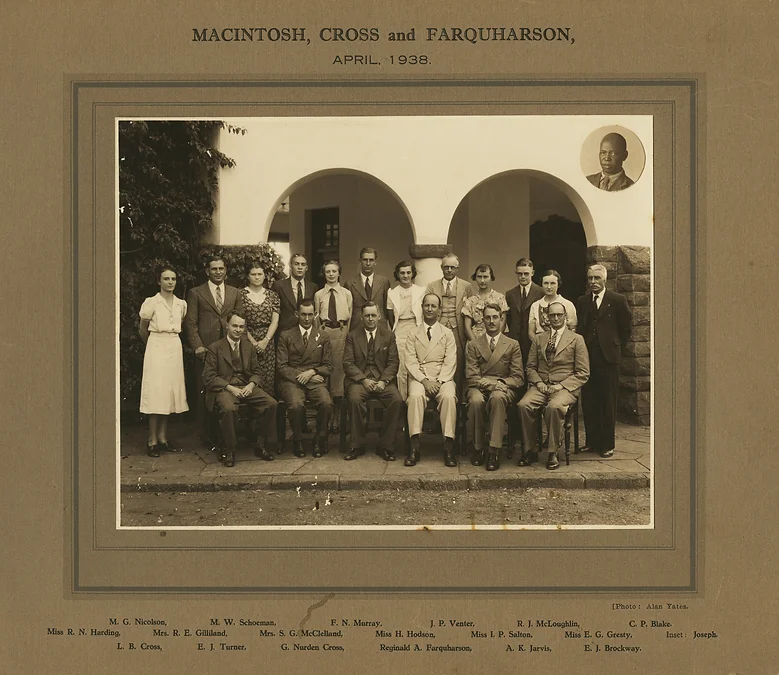 MACINTOSH, CROSS and FARQUHARSON,
APRIL, 1938.
[Photo: Alan Yates.
M. G. Nicolson, M. W. Schoeman, F. N. Murray, J. P. Venter, R. J. McLoughlin, C. P. Blake.
Miss R. N. Harding, Mrs. R. E. Gilliland, Mrs. S. G. McClelland, Miss H. Hodson, Miss I. P. Salton, Miss E. G. Gresty. Inset: Joseph.
L. B. Cross, E. J. Turner, G. Nurden Cross, Reginald A. Farquharson, A. K. Jarvis, E. J. Brockway.